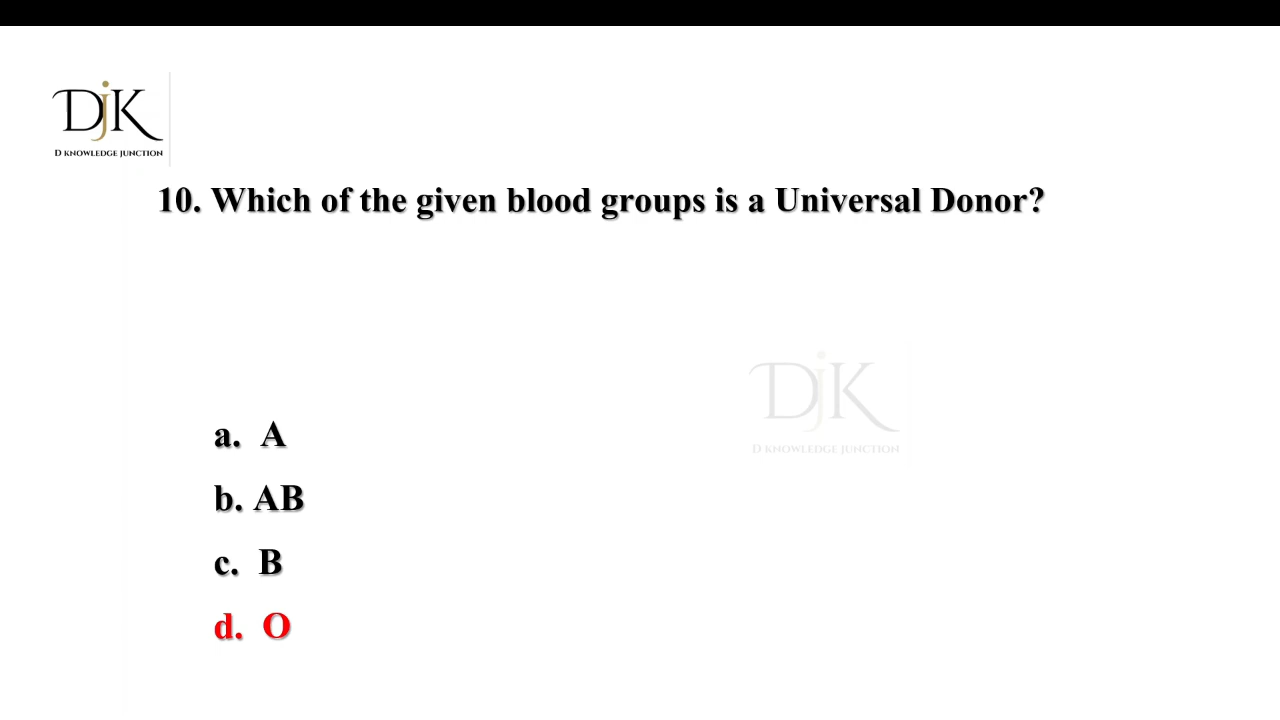 DjK
D KNOWLEDGE JUNCTION
10. Which of the given blood groups is a Universal Donor?
DjK
D KNOWLEDGE JUNCTION
a. A
b. AB
c. B
d. O